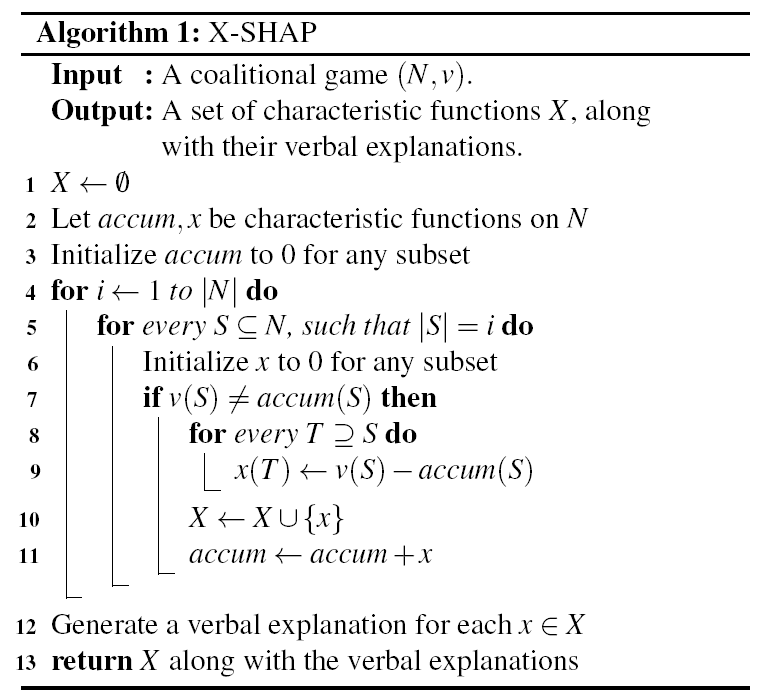 Algorithm 1: X-SHAP
Input : A coalitional game (N, v).
Output: A set of characteristic functions X, along
with their verbal explanations.
1 X ← ∅
2 Let accum, x be characteristic functions on N
3 Initialize accum to 0 for any subset
4 for i ← 1 to |N| do
5 for every S ⊆ N, such that |S| = i do
6 Initialize x to 0 for any subset
7 if v(S) ≠ accum(S) then
8 for every T ⊇ S do
9 x(T) ← v(S) − accum(S)
10 X ← X ∪ {x}
11 accum ← accum + x
12 Generate a verbal explanation for each x ∈ X
13 return X along with the verbal explanations